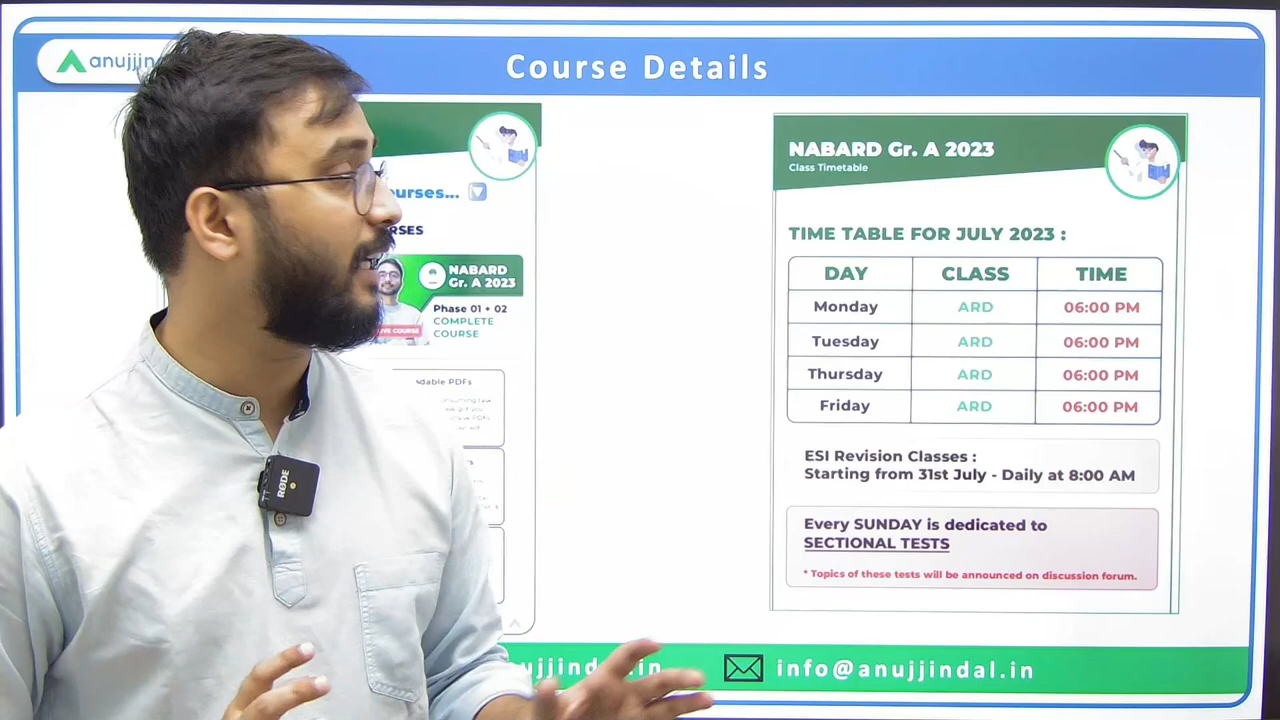 anujjin
Course Details
urses...
RSES
NABARD
Gr. A 2023
Phase 01 + 02
COMPLETE
COURSE
LIVE COURSE
PDFs
RØDE
NABARD Gr. A 2023
Class Timetable
TIME TABLE FOR JULY 2023 :
DAY CLASS TIME
Monday ARD 06:00 PM
Tuesday ARD 06:00 PM
Thursday ARD 06:00 PM
Friday ARD 06:00 PM
ESI Revision Classes :
Starting from 31st July - Daily at 8:00 AM
Every SUNDAY is dedicated to
SECTIONAL TESTS
* Topics of these tests will be announced on discussion forum.
info@anujjindal.in